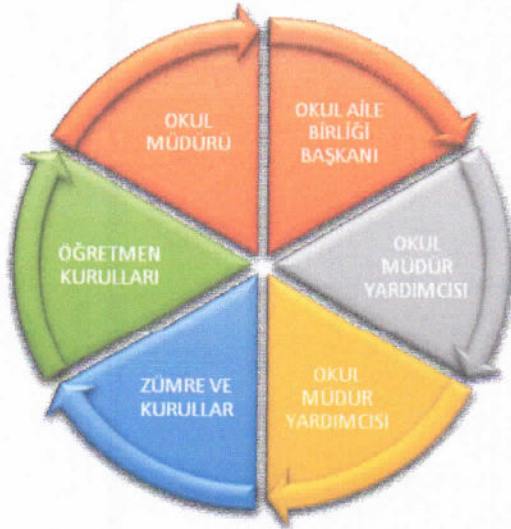 OKUL
MÜDÜRÜ
OKUL AİLE
BİRLİĞİ
BAŞKANI
OKUL
MÜDÜR
YARDIMCISI
OKUL
MÜDÜR
YARDIMCISI
ZÜMRE VE
KURULLAR
ÖĞRETMEN
KURULLARI